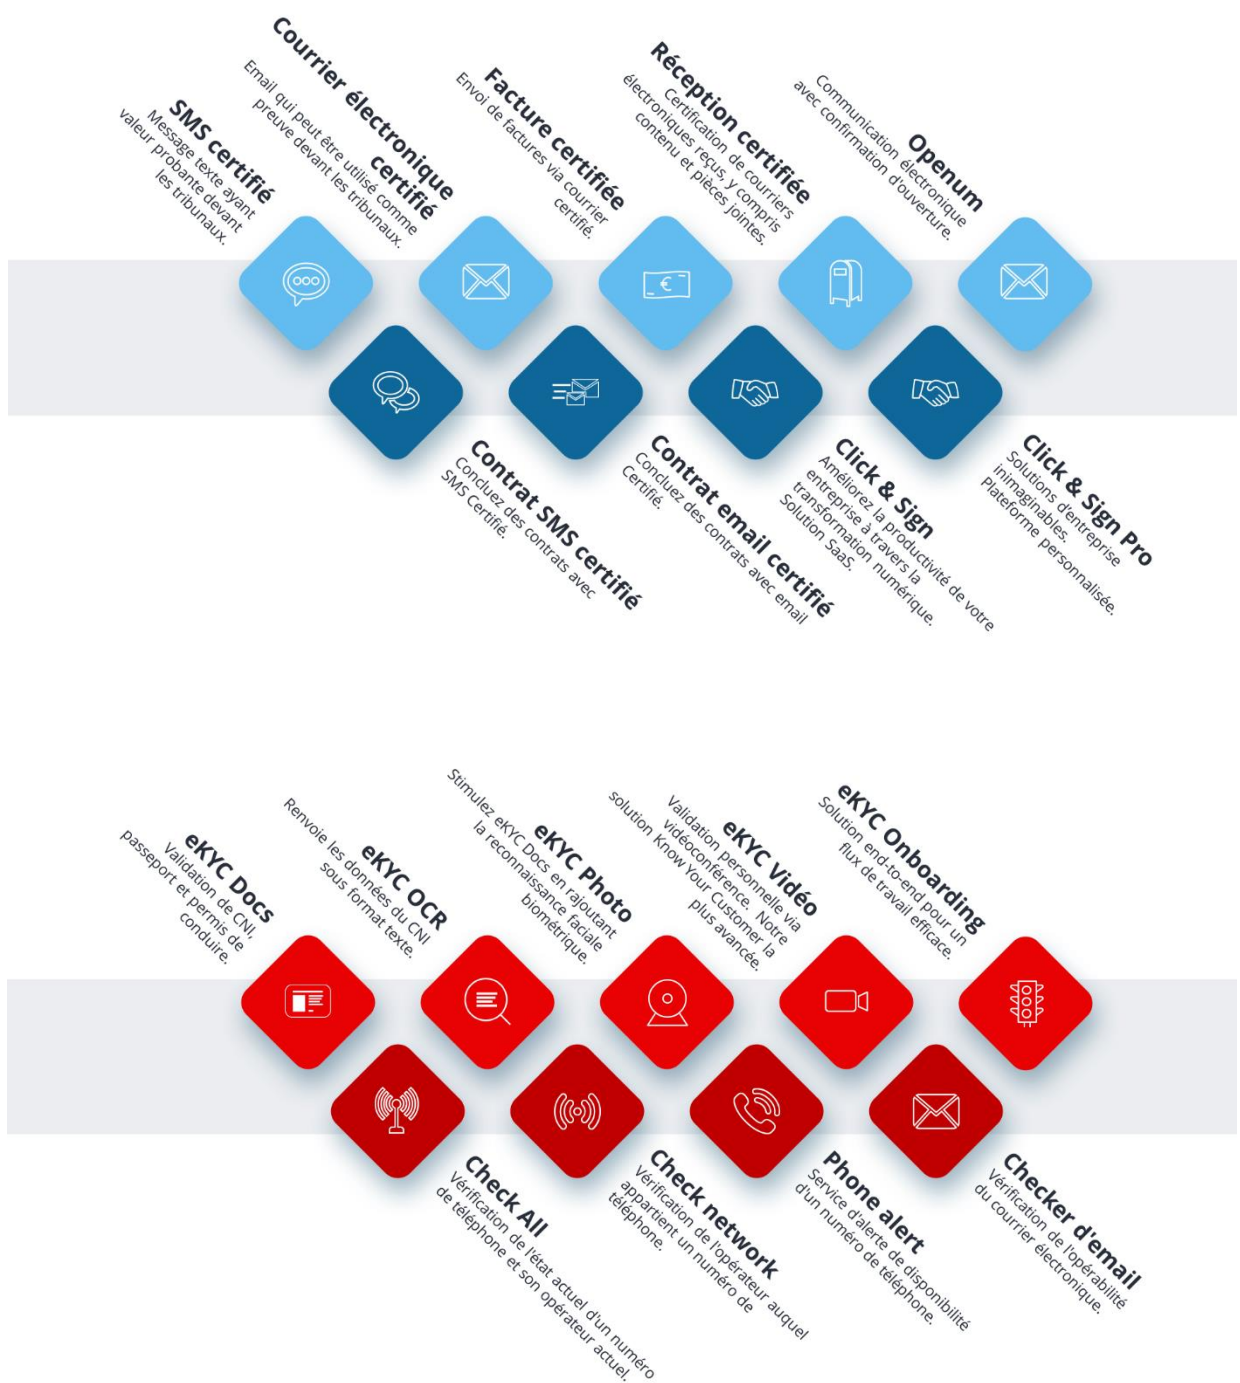 SMS certifié
Message texte ayant
valeur probante devant
les tribunaux.
Courrier électronique
certifié
Email qui peut être utilisé comme
preuve devant les tribunaux.
Facture certifiée
Envoi de factures via courrier
certifié.
Réception certifiée
Certification de courriers
électroniques reçus, y compris
contenu et pièces jointes.
Openum
Communication électronique
avec confirmation d'ouverture.
€
Contrat SMS certifié
Concluez des contrats avec
SMS Certifié.
Contrat email certifié
Concluez des contrats avec email
Certifié.
Click & Sign
Améliorez la productivité de votre
entreprise à travers la
transformation numérique.
Solution SaaS.
Click & Sign Pro
Solutions d'entreprise
inimaginables.
Plateforme personnalisée.
eKYC Docs
Validation de CNI,
passeport et permis de
conduire.
eKYC OCR
Renvoie les données du CNI
sous format texte.
eKYC Photo
Stimulez eKYC Docs en rajoutant
la reconnaissance faciale
biométrique.
eKYC Vidéo
Validation personnelle via
vidéoconférence. Notre
solution Know Your Customer la
plus avancée.
eKYC Onboarding
Solution end-to-end pour un
flux de travail efficace.
Check All
Vérification de l'état actuel d'un numéro
de téléphone et son opérateur actuel.
Check network
Vérification de l'opérateur auquel
appartient un numéro de
téléphone.
Phone alert
Service d'alerte de disponibilité
d'un numéro de téléphone.
Checker d'email
Vérification de l'opérabilité
du courrier électronique.